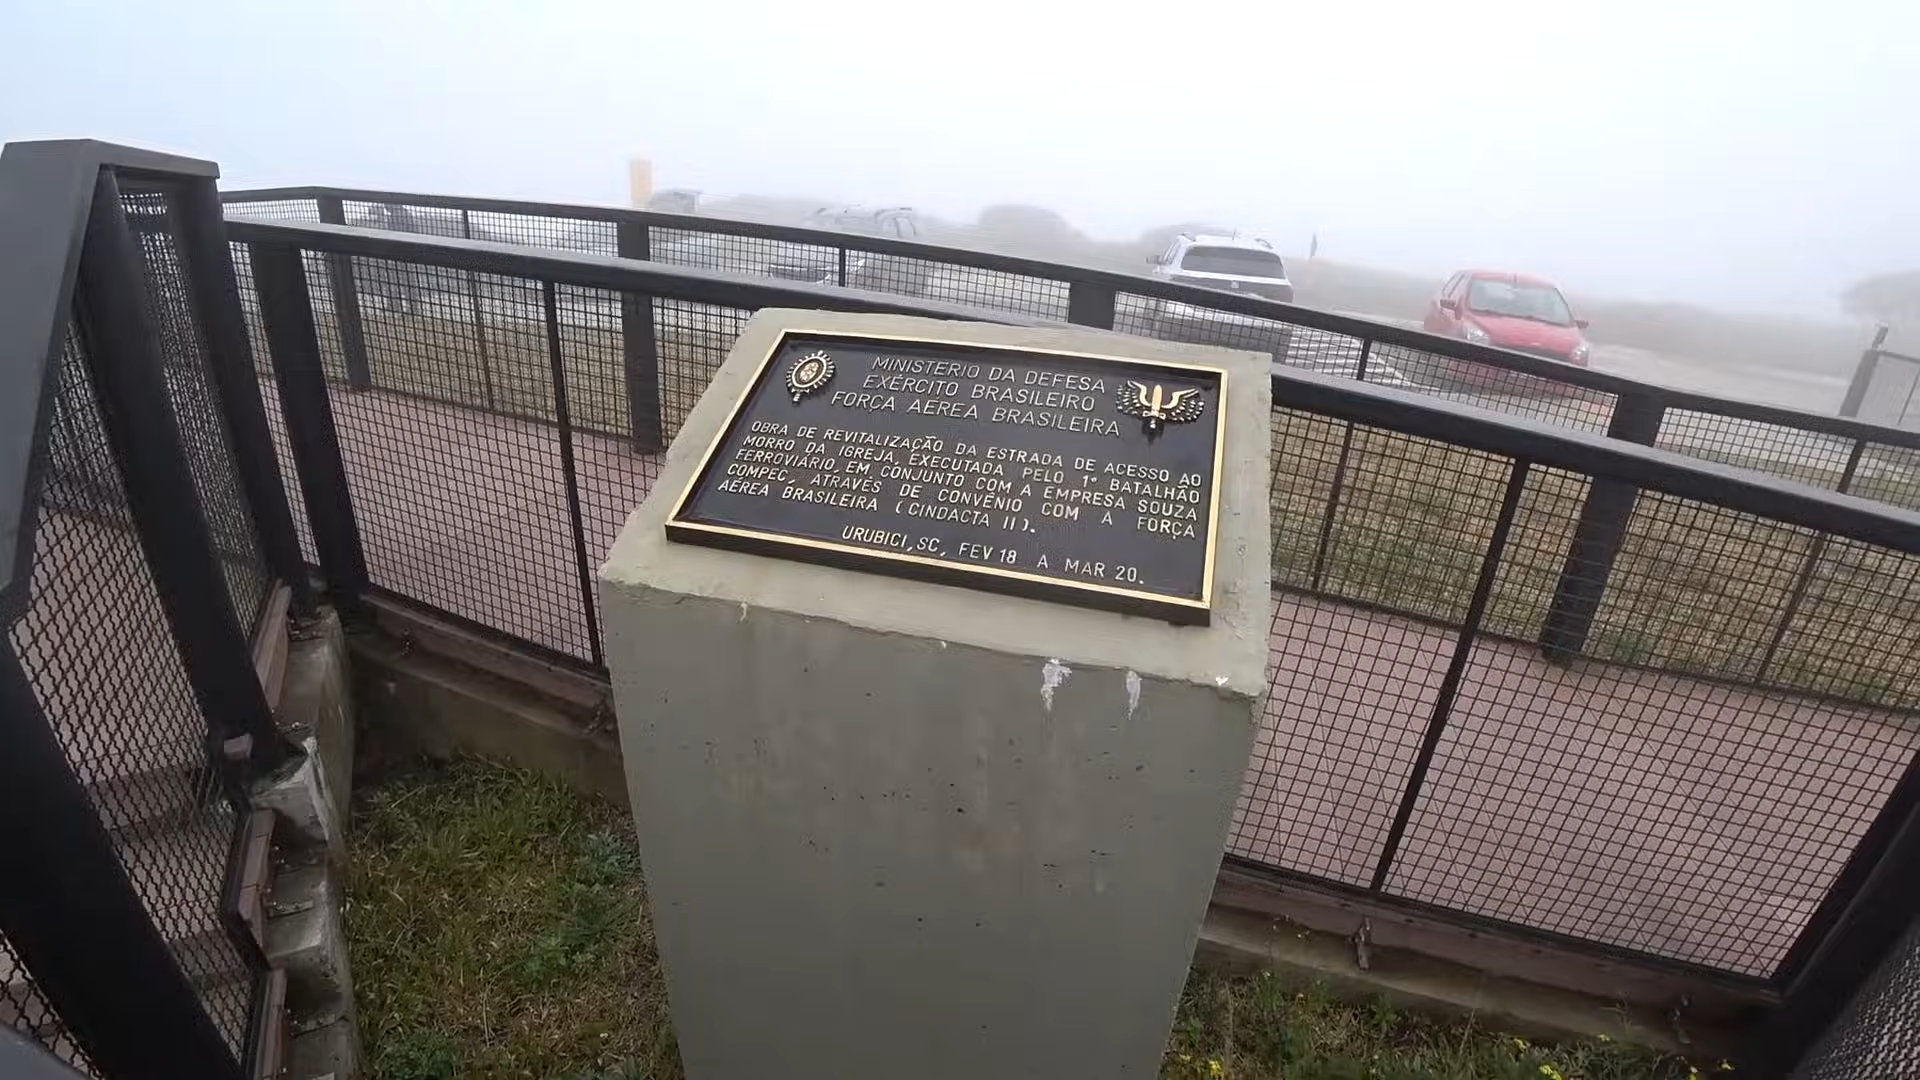 MINISTÉRIO DA DEFESA
EXÉRCITO BRASILEIRO
FORÇA AÉREA BRASILEIRA
OBRA DE REVITALIZAÇÃO DA ESTRADA DE ACESSO AO
MORRO DA IGREJA, EXECUTADA PELO 1º BATALHÃO
FERROVIÁRIO, EM CONJUNTO COM A EMPRESA SOUZA
COMPEC, ATRAVÉS DE CONVÊNIO COM A FORÇA
AÉREA BRASILEIRA (CINDACTA II).
URUBICI, SC, FEV 18 A MAR 20.